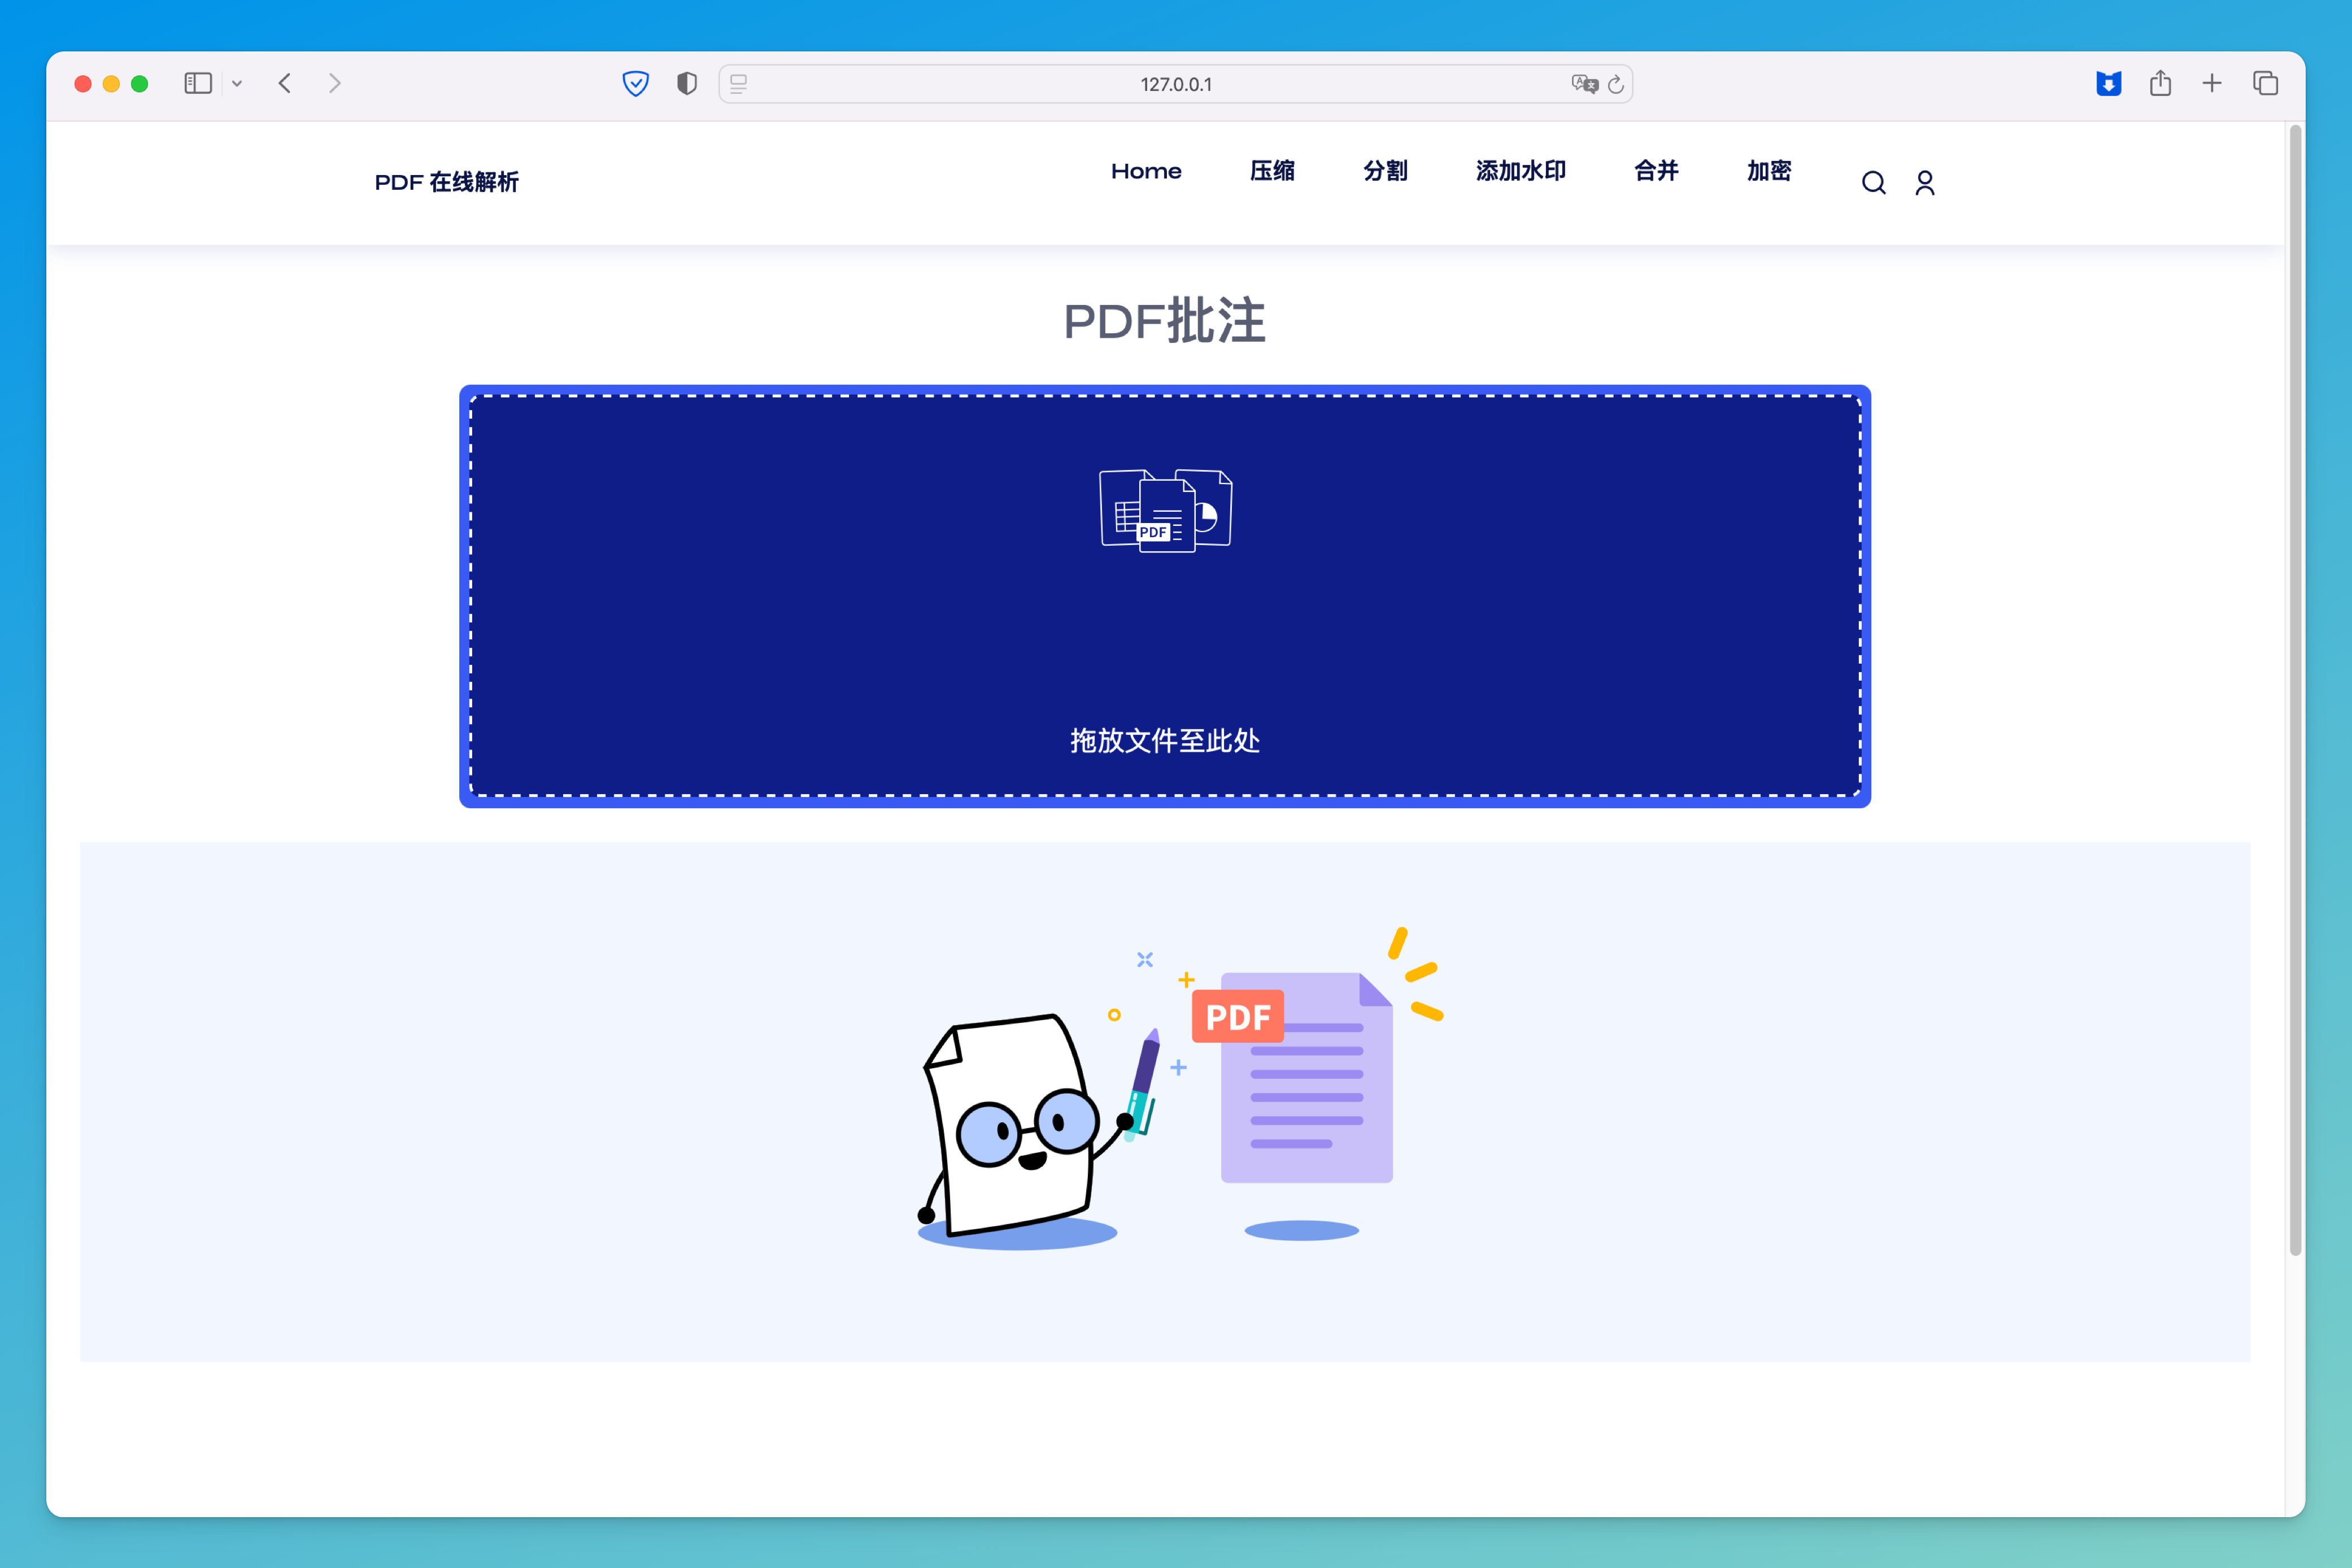 127.0.0.1
PDF 在线解析
Home 压缩 分割 添加水印 合并 加密
PDF批注
PDF
拖放文件至此处
PDF